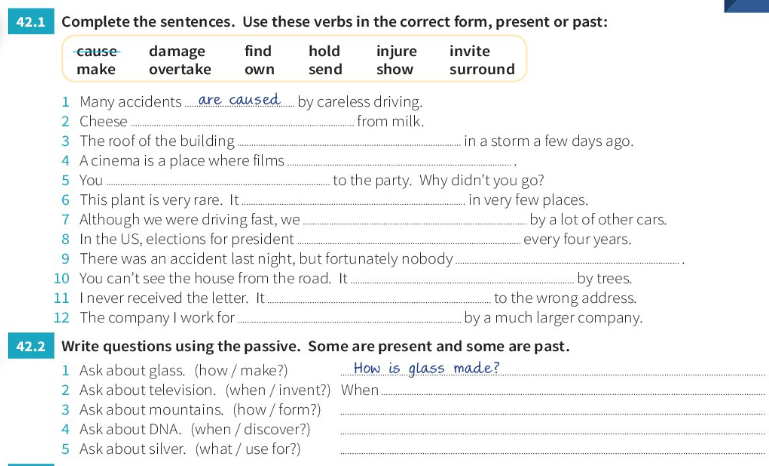 42.1 Complete the sentences. Use these verbs in the correct form, present or past:
cause damage find hold injure invite
make overtake own send show surround
1 Many accidents are caused by careless driving.
2 Cheese from milk.
3 The roof of the building in a storm a few days ago.
4 A cinema is a place where films .
5 You to the party. Why didn't you go?
6 This plant is very rare. It in very few places.
7 Although we were driving fast, we by a lot of other cars.
8 In the US, elections for president every four years.
9 There was an accident last night, but fortunately nobody .
10 You can't see the house from the road. It by trees.
11 I never received the letter. It to the wrong address.
12 The company I work for by a much larger company.
42.2 Write questions using the passive. Some are present and some are past.
1 Ask about glass. (how / make?) How is glass made?
2 Ask about television. (when / invent?) When
3 Ask about mountains. (how / form?)
4 Ask about DNA. (when / discover?)
5 Ask about silver. (what / use for?)